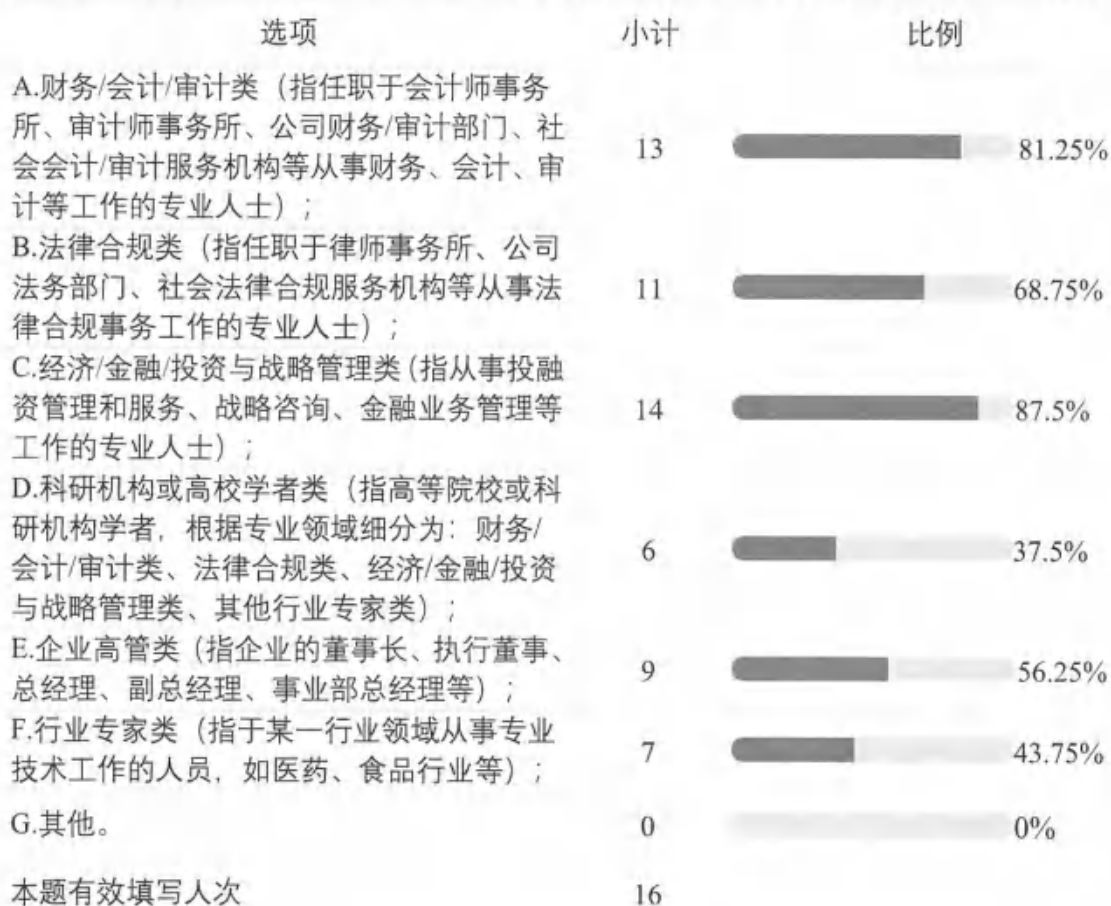 选项 小计 比例
A.财务/会计/审计类（指任职于会计师事务
所、审计师事务所、公司财务/审计部门、社
会会计/审计服务机构等从事财务、会计、审
计等工作的专业人士）;
13 81.25%
B.法律合规类（指任职于律师事务所、公司
法务部门、社会法律合规服务机构等从事法
律合规事务工作的专业人士）;
11 68.75%
C.经济/金融/投资与战略管理类(指从事投融
资管理和服务、战略咨询、金融业务管理等
工作的专业人士）;
14 87.5%
D.科研机构或高校学者类（指高等院校或科
研机构学者，根据专业领域细分为：财务/
会计/审计类、法律合规类、经济/金融/投资
与战略管理类、其他行业专家类）;
6 37.5%
E.企业高管类（指企业的董事长、执行董事、
总经理、副总经理、事业部总经理等）;
9 56.25%
F.行业专家类（指于某一行业领域从事专业
技术工作的人员，如医药、食品行业等）;
7 43.75%
G.其他。 0 0%
本题有效填写人次 16